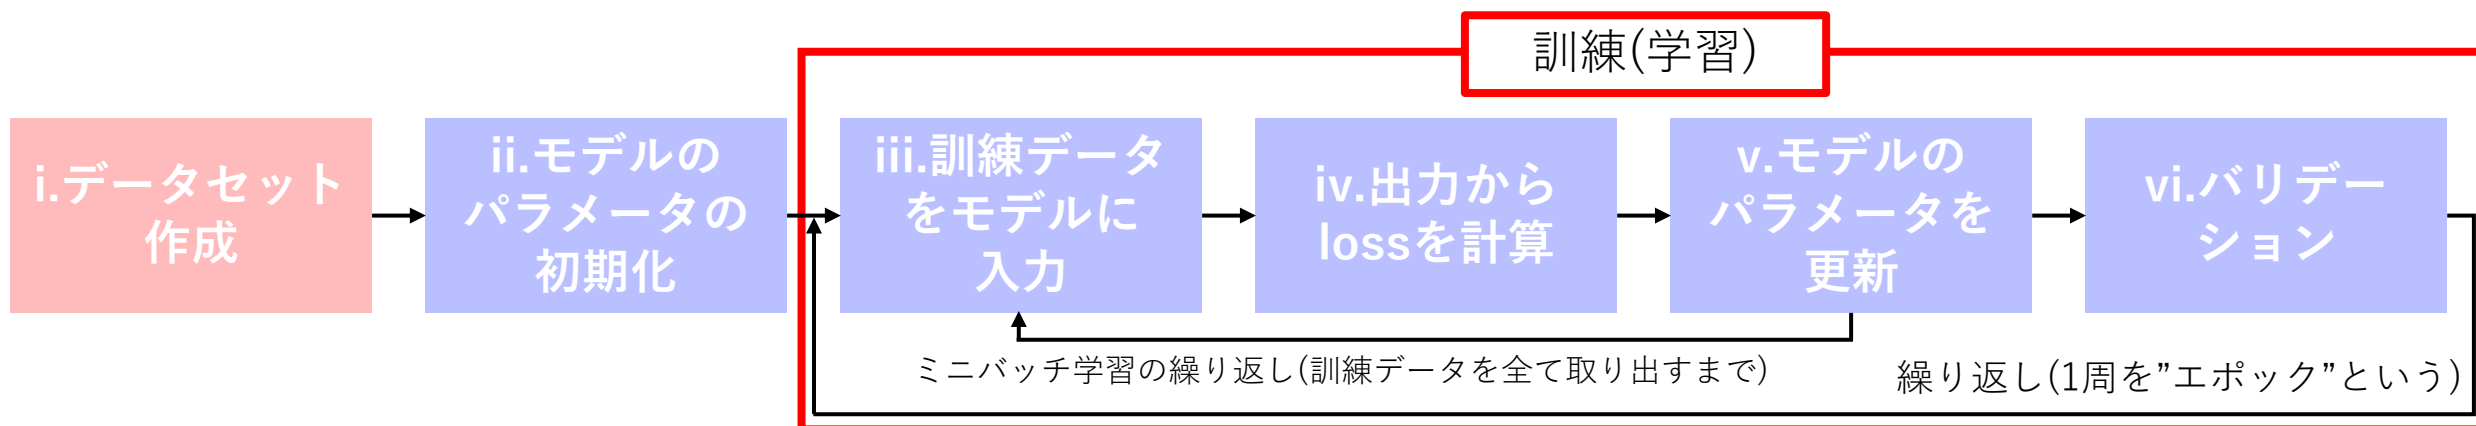 訓練(学習)
i.データセット
作成
ii.モデルの
パラメータの
初期化
iii.訓練データ
をモデルに
入力
iv.出力から
lossを計算
v.モデルの
パラメータを
更新
vi.バリデー
ション
ミニバッチ学習の繰り返し(訓練データを全て取り出すまで)
繰り返し(1周を”エポック”という)